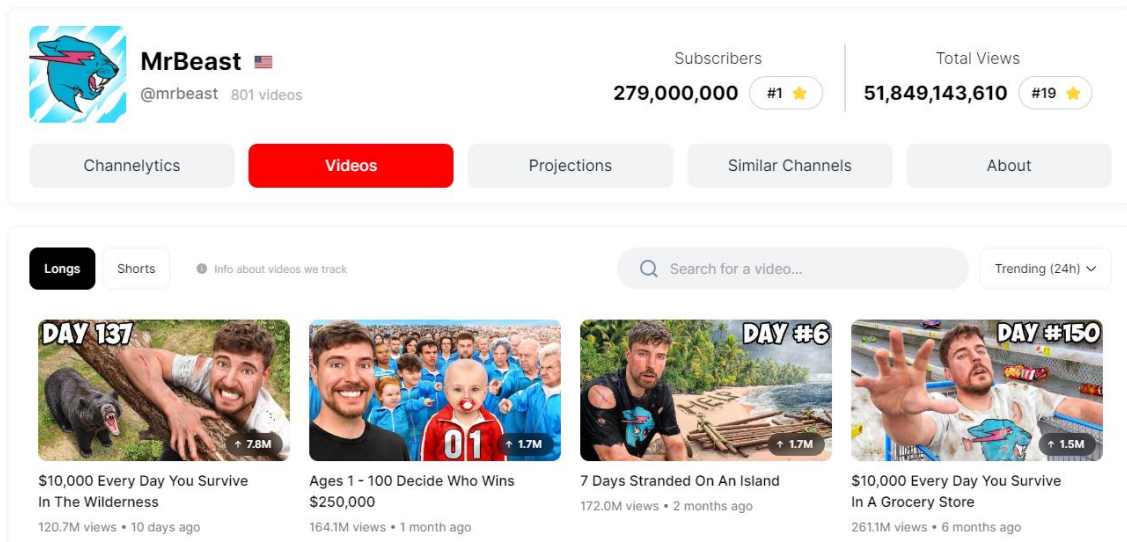 MrBeast
@mrbeast 801 videos
Subscribers
279,000,000 #1
Total Views
51,849,143,610 #19
Channelytics
Videos
Projections
Similar Channels
About
Longs
Shorts
Info about videos we track
Search for a video...
Trending (24h)
DAY 137
↑ 7.8M
$10,000 Every Day You Survive
In The Wilderness
120.7M views • 10 days ago
01
↑ 1.7M
Ages 1 - 100 Decide Who Wins
$250,000
164.1M views • 1 month ago
DAY #6
HELP
↑ 1.7M
7 Days Stranded On An Island
172.0M views • 2 months ago
DAY #150
↑ 1.5M
$10,000 Every Day You Survive
In A Grocery Store
261.1M views • 6 months ago